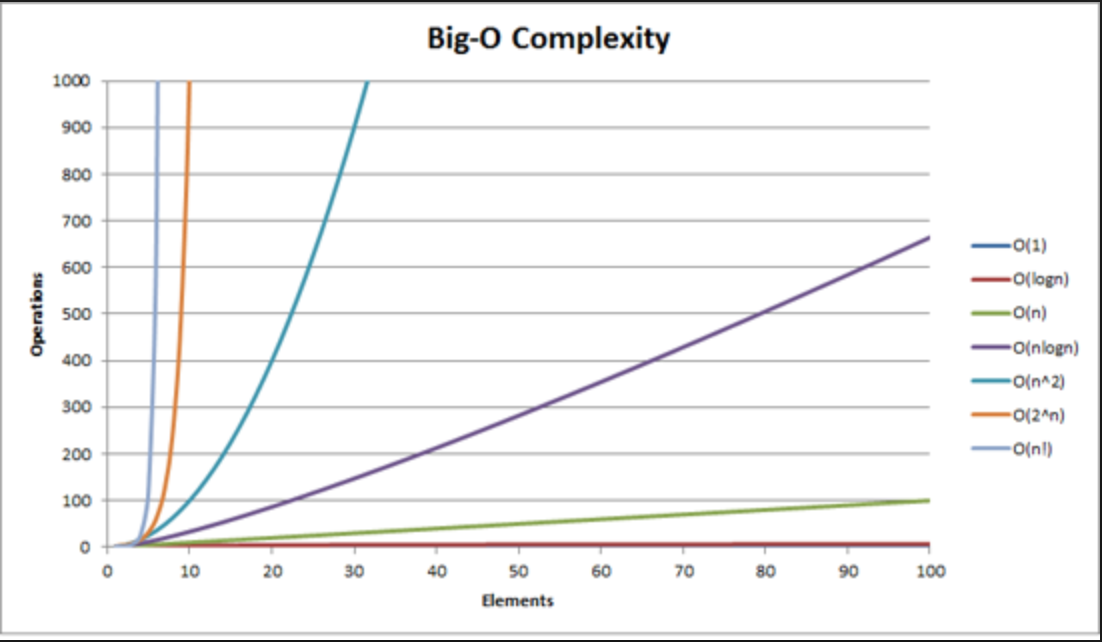 Big-O Complexity
1000
900
800
700
600
500
400
300
200
100
0
Operations
0 10 20 30 40 50 60 70 80 90 100
Elements
O(1)
O(logn)
O(n)
O(nlogn)
O(n^2)
O(2^n)
O(n!)